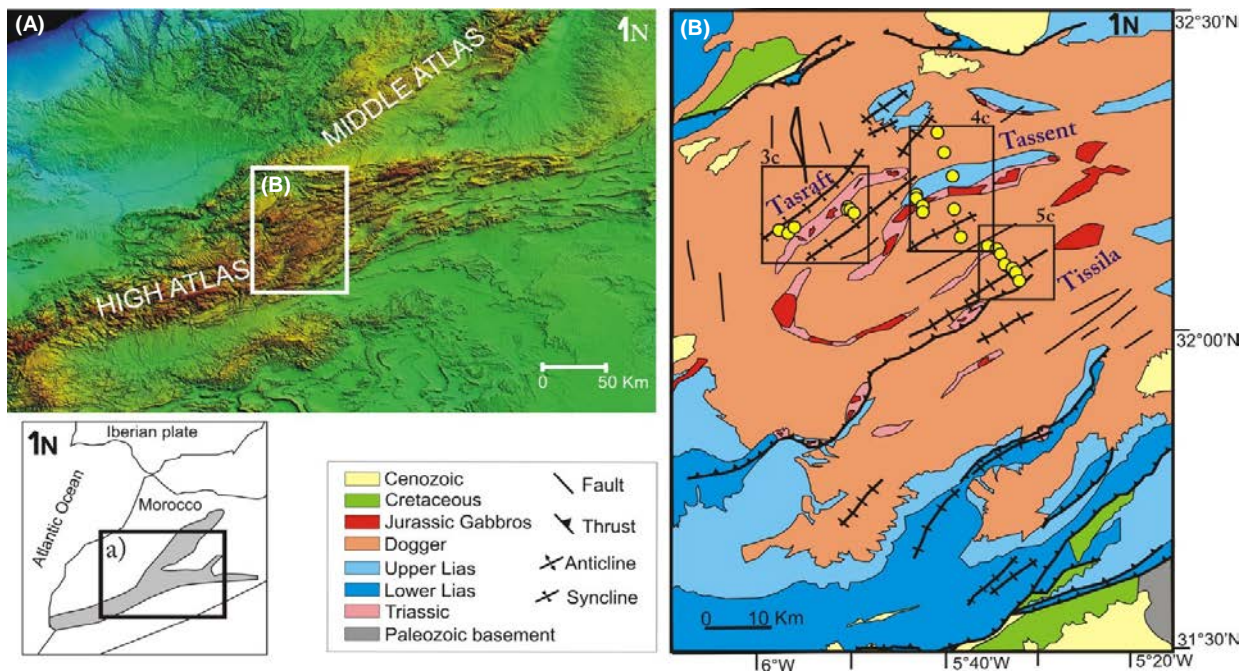 (A)
1N
MIDDLE ATLAS
(B)
HIGH ATLAS
0 50 Km
1N
Iberian plate
Atlantic Ocean
Morocco
a)
Cenozoic
Cretaceous
Jurassic Gabbros
Dogger
Upper Lias
Lower Lias
Triassic
Paleozoic basement
Fault
Thrust
Anticline
Syncline
(B)
1N
32°30'N
4c
Tassent
3c
Tasraft
5c
Tissila
32°00'N
0 10 Km
31°30'N
6°W
5°40'W
5°20'W